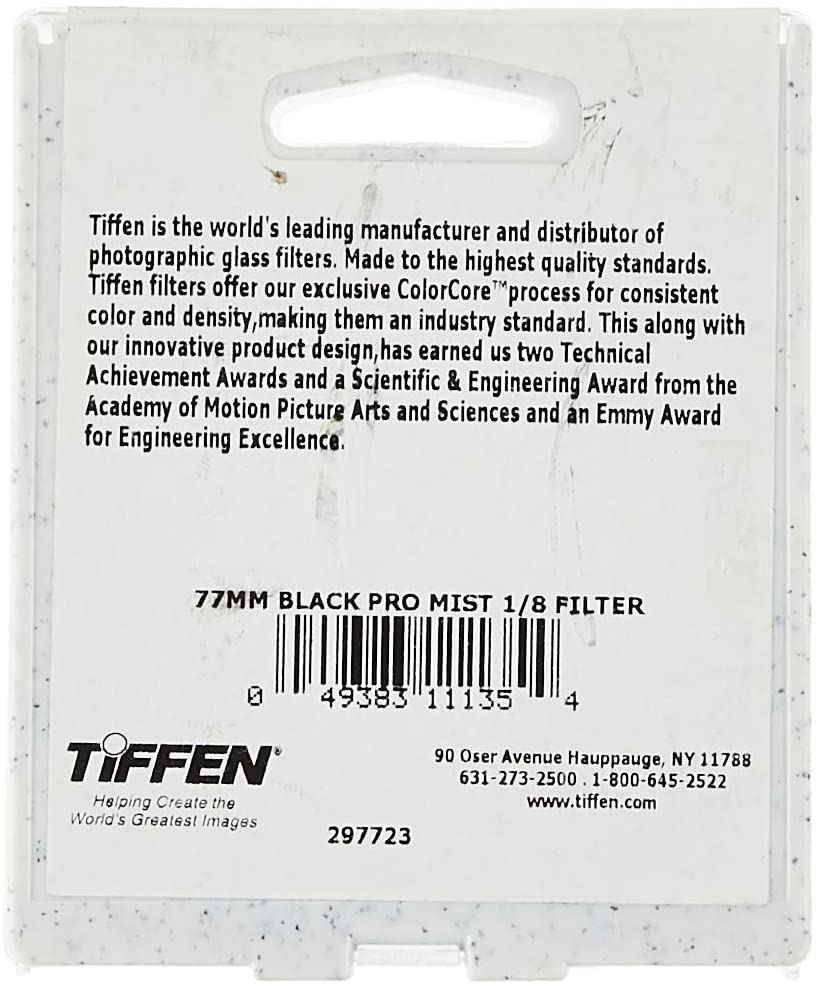 Tiffen is the world's leading manufacturer and distributor of
photographic glass filters. Made to the highest quality standards.
Tiffen filters offer our exclusive ColorCore™process for consistent
color and density,making them an industry standard. This along with
our innovative product design,has earned us two Technical
Achievement Awards and a Scientific & Engineering Award from the
Academy of Motion Picture Arts and Sciences and an Emmy Award
for Engineering Excellence.
77MM BLACK PRO MIST 1/8 FILTER
0 49383 11135 4
TiFFEN®
Helping Create the
World's Greatest Images
90 Oser Avenue Hauppauge, NY 11788
631-273-2500 . 1-800-645-2522
www.tiffen.com
297723